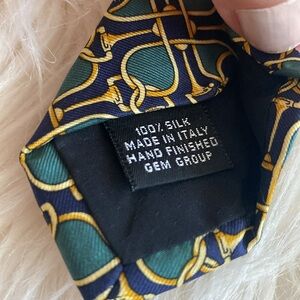 100% SILK
MADE IN ITALY
HAND FINISHED
GEM GROUP